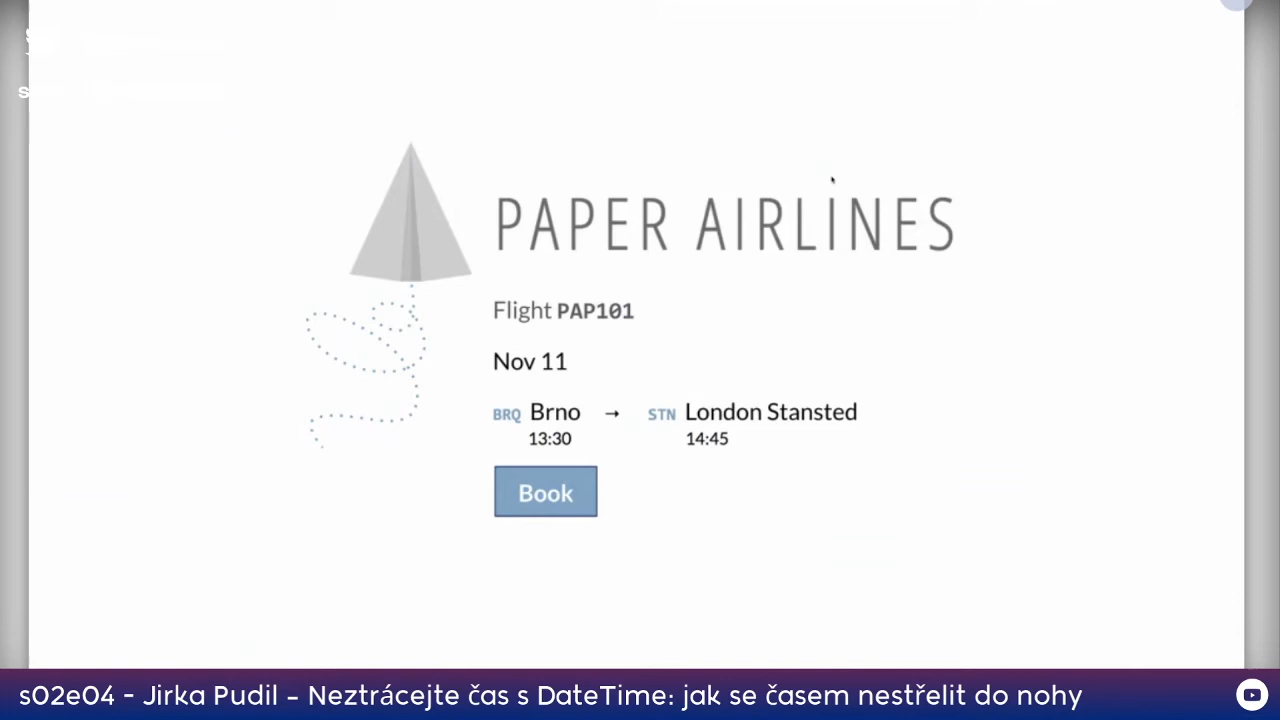 PAPER AIRLINES
Flight PAP101
Nov 11
BRQ Brno → STN London Stansted
13:30 14:45
Book
s02e04 - Jirka Pudil - Neztrácejte čas s DateTime: jak se časem nestřelit do nohy